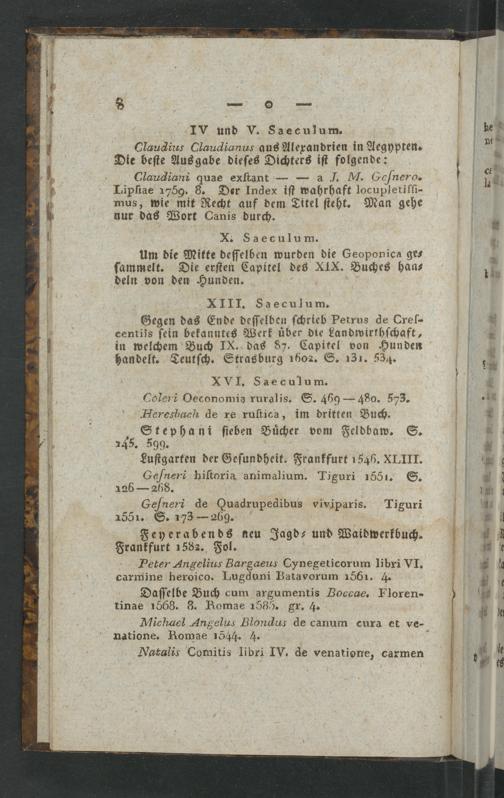 8 — o —
IV und V. Saeculum.
Claudius Claudianus aus Alexandrien in Aegypten.
Die beste Ausgabe dieses Dichters ist folgende:
Claudiani quae exstant — — a J. M. Gesnero.
Lipsiae 1759. 8. Der Index ist wahrhaft locupletissi-
mus, wie mit Recht auf dem Titel steht. Man gehe
nur das Wort Canis durch.
X. Saeculum.
Um die Mitte desselben wurden die Geoponica ge-
sammelt. Die ersten Capitel des XIX. Buches han-
deln von den Hunden.
XIII. Saeculum.
Gegen das Ende desselben schrieb Petrus de Cres-
centiis sein bekanntes Werk über die Landwirthschaft,
in welchem Buch IX. das 87. Capitel von Hunden
handelt. Teutsch. Strasburg 1602. S. 131. 534.
XVI. Saeculum.
Coleri Oeconomia ruralis. S. 469—480. 573.
Heresbach de re rustica, im dritten Buch.
Stephani sieben Bücher vom Feldbaw. S.
145. 599.
Lustgarten der Gesundheit. Frankfurt 1546. XLIII.
Gesneri historia animalium. Tiguri 1551. S.
126—268.
Gesneri de Quadrupedibus viviparis. Tiguri
1551. S. 173—269.
Feyerabends neu Jagd- und Waidwerkbuch.
Frankfurt 1582. Fol.
Peter Angelius Bargaeus Cynegeticorum libri VI.
carmine heroico. Lugduni Batavorum 1561. 4.
Dasselbe Buch cum argumentis Boccae. Floren-
tinae 1568. 8. Romae 1585. gr. 4.
Michael Angelus Blondus de canum cura et ve-
natione. Romae 1544. 4.
Natalis Comitis libri IV. de venatione, carmen